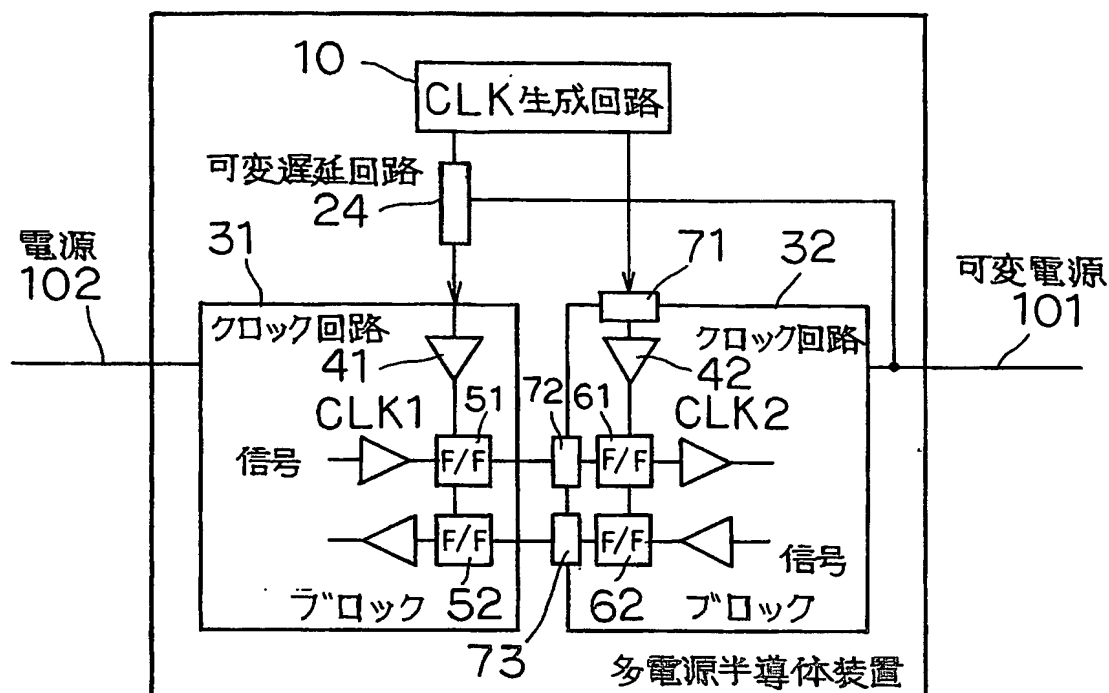 10
CLK 生成回路
可変遅延回路
24
電源
102
31
71
32
可変電源
101
クロック回路
クロック回路
41
42
CLK1
51
72
61
CLK2
信号
F/F
F/F
F/F
F/F
信号
ブロック
52
62
ブロック
73
多電源半導体装置